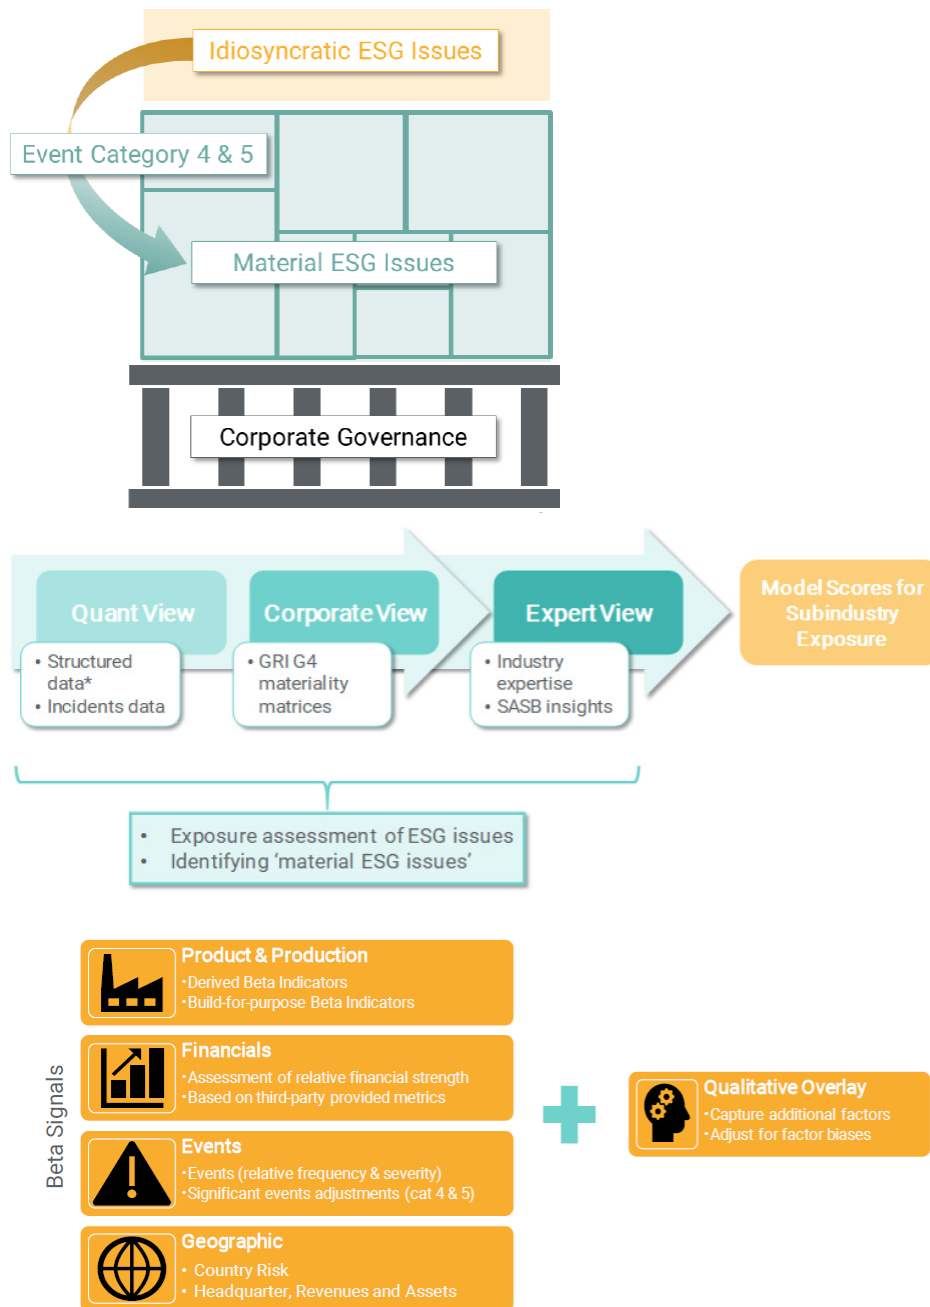 Idiosyncratic ESG Issues
Event Category 4 & 5
Material ESG Issues
Corporate Governance
Quant View
• Structured
data*
• Incidents data
Corporate View
• GRI G4
materiality
matrices
Expert View
• Industry
expertise
• SASB insights
Model Scores for
Subindustry
Exposure
• Exposure assessment of ESG issues
• Identifying ‘material ESG issues’
Beta Signals
Product & Production
•Derived Beta Indicators
•Build-for-purpose Beta Indicators
Financials
•Assessment of relative financial strength
•Based on third-party provided metrics
Events
•Events (relative frequency & severity)
•Significant events adjustments (cat 4 & 5)
Geographic
• Country Risk
• Headquarter, Revenues and Assets
Qualitative Overlay
•Capture additional factors
•Adjust for factor biases